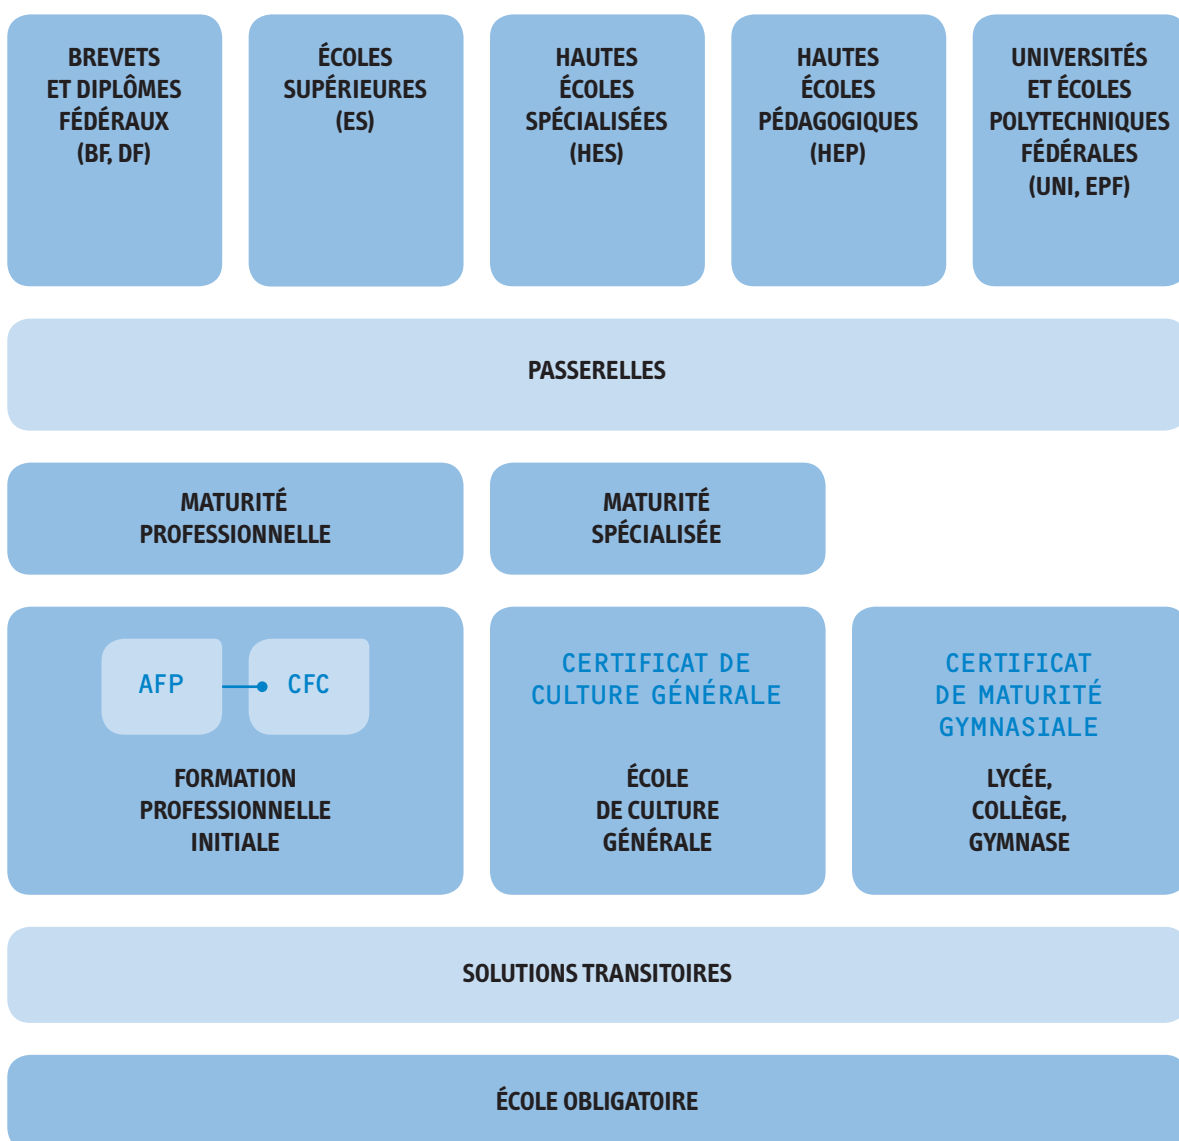 BREVETS
ET DIPLÔMES
FÉDÉRAUX
(BF, DF)
ÉCOLES
SUPÉRIEURES
(ES)
HAUTES
ÉCOLES
SPÉCIALISÉES
(HES)
HAUTES
ÉCOLES
PÉDAGOGIQUES
(HEP)
UNIVERSITÉS
ET ÉCOLES
POLYTECHNIQUES
FÉDÉRALES
(UNI, EPF)
PASSERELLES
MATURITÉ
PROFESSIONNELLE
MATURITÉ
SPÉCIALISÉE
AFP
CFC
FORMATION
PROFESSIONNELLE
INITIALE
CERTIFICAT DE
CULTURE GÉNÉRALE
ÉCOLE
DE CULTURE
GÉNÉRALE
CERTIFICAT
DE MATURITÉ
GYMNASIALE
LYCÉE,
COLLÈGE,
GYMNASE
SOLUTIONS TRANSITOIRES
ÉCOLE OBLIGATOIRE